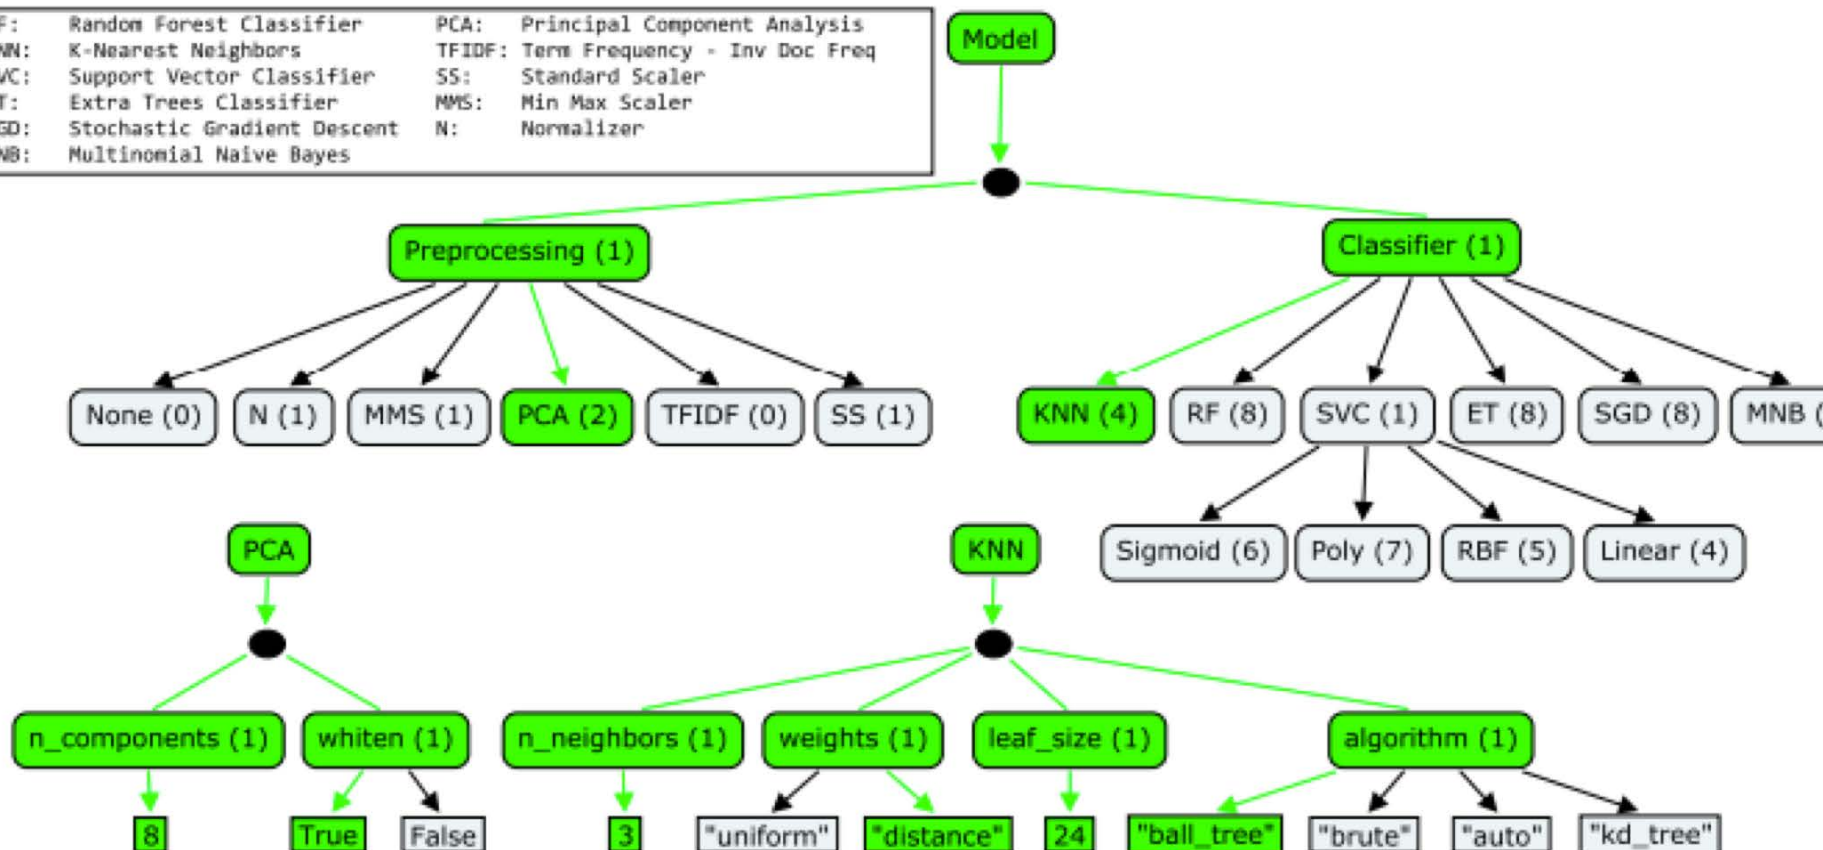 F: Random Forest Classifier PCA: Principal Component Analysis
NN: K-Nearest Neighbors TFIDF: Term Frequency - Inv Doc Freq
VC: Support Vector Classifier SS: Standard Scaler
T: Extra Trees Classifier MMS: Min Max Scaler
GD: Stochastic Gradient Descent N: Normalizer
NB: Multinomial Naive Bayes
Model
Preprocessing (1) Classifier (1)
None (0) N (1) MMS (1) PCA (2) TFIDF (0) SS (1) KNN (4) RF (8) SVC (1) ET (8) SGD (8) MNB (
PCA KNN Sigmoid (6) Poly (7) RBF (5) Linear (4)
n_components (1) whiten (1) n_neighbors (1) weights (1) leaf_size (1) algorithm (1)
8 True False 3 "uniform" "distance" 24 "ball_tree" "brute" "auto" "kd_tree"